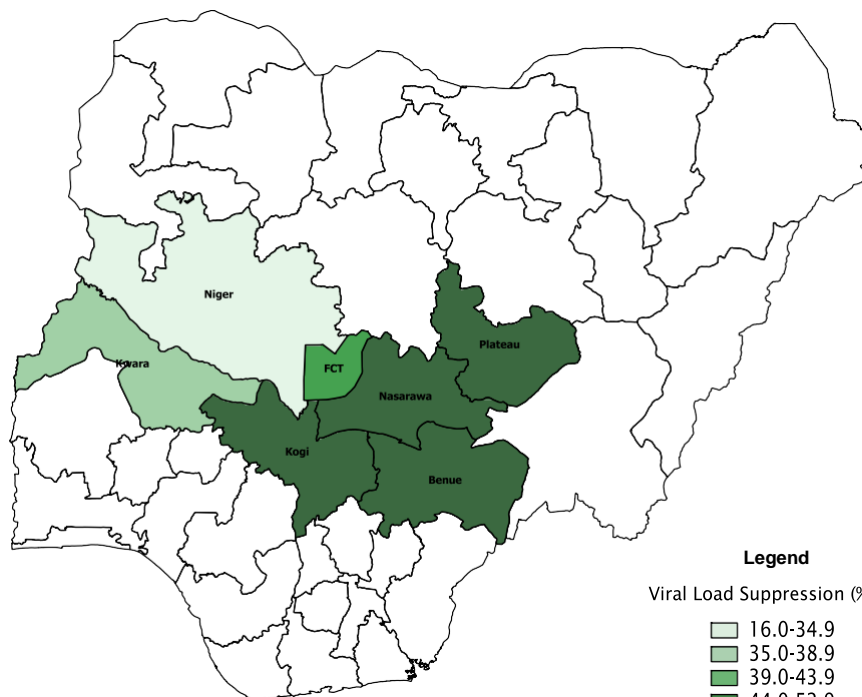 Niger
Kwara
FCT
Plateau
Nasarawa
Kogi
Benue
Legend
Viral Load Suppression (%
16.0-34.9
35.0-38.9
39.0-43.9